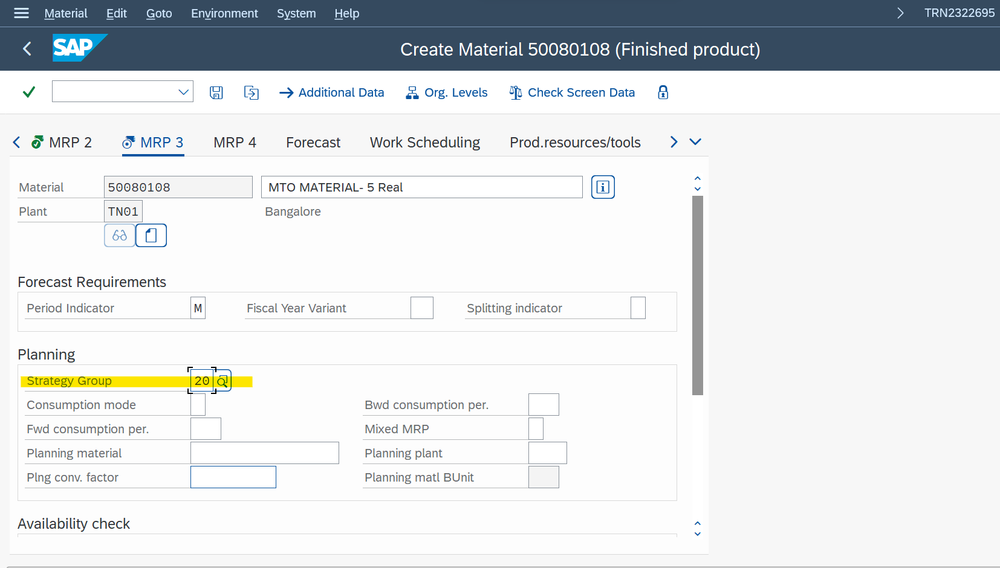 Material Edit Goto Environment System Help TRN2322695
SAP Create Material 50080108 (Finished product)
Additional Data Org. Levels Check Screen Data
MRP 2 MRP 3 MRP 4 Forecast Work Scheduling Prod.resources/tools
Material 50080108 MTO MATERIAL- 5 Real
Plant TN01 Bangalore
Forecast Requirements
Period Indicator M Fiscal Year Variant Splitting indicator
Planning
Strategy Group 20
Consumption mode Bwd consumption per.
Fwd consumption per. Mixed MRP
Planning material Planning plant
Plng conv. factor Planning matl BUnit
Availability check